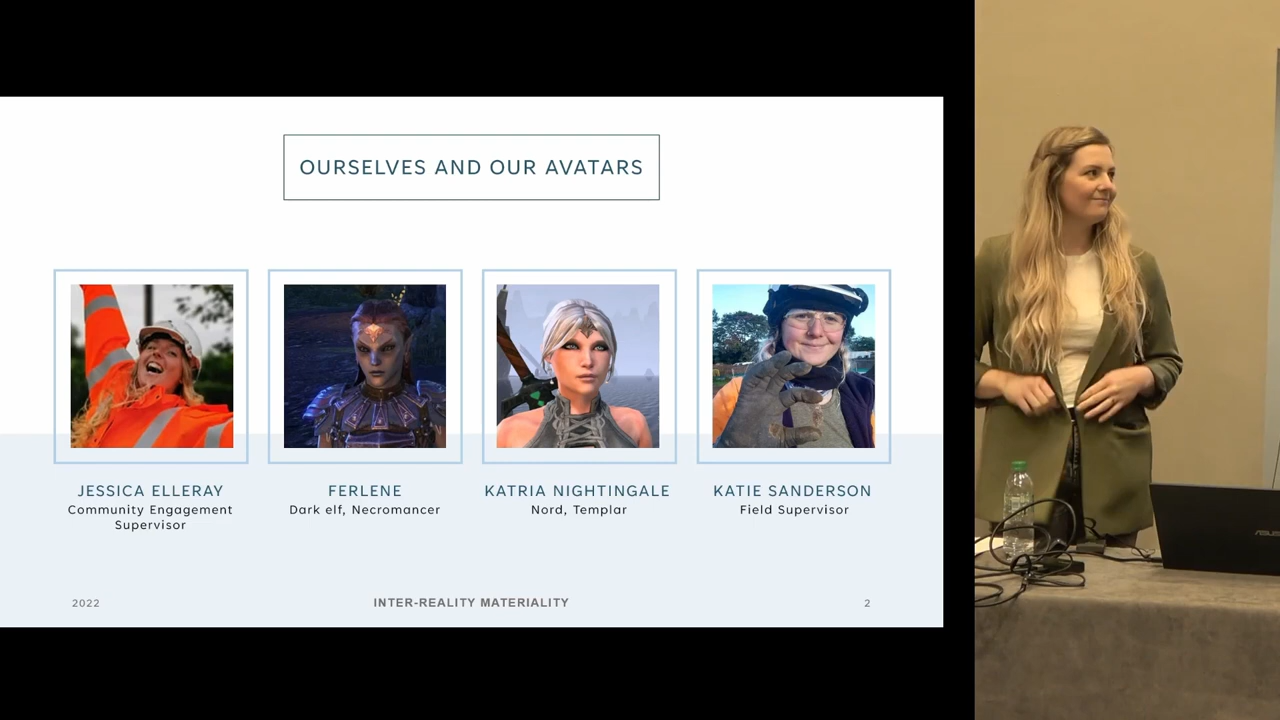 OURSELVES AND OUR AVATARS
JESSICA ELLERAY
Community Engagement
Supervisor
FERLENE
Dark elf, Necromancer
KATRIA NIGHTINGALE
Nord, Templar
KATIE SANDERSON
Field Supervisor
2022
INTER-REALITY MATERIALITY
2
ASUS